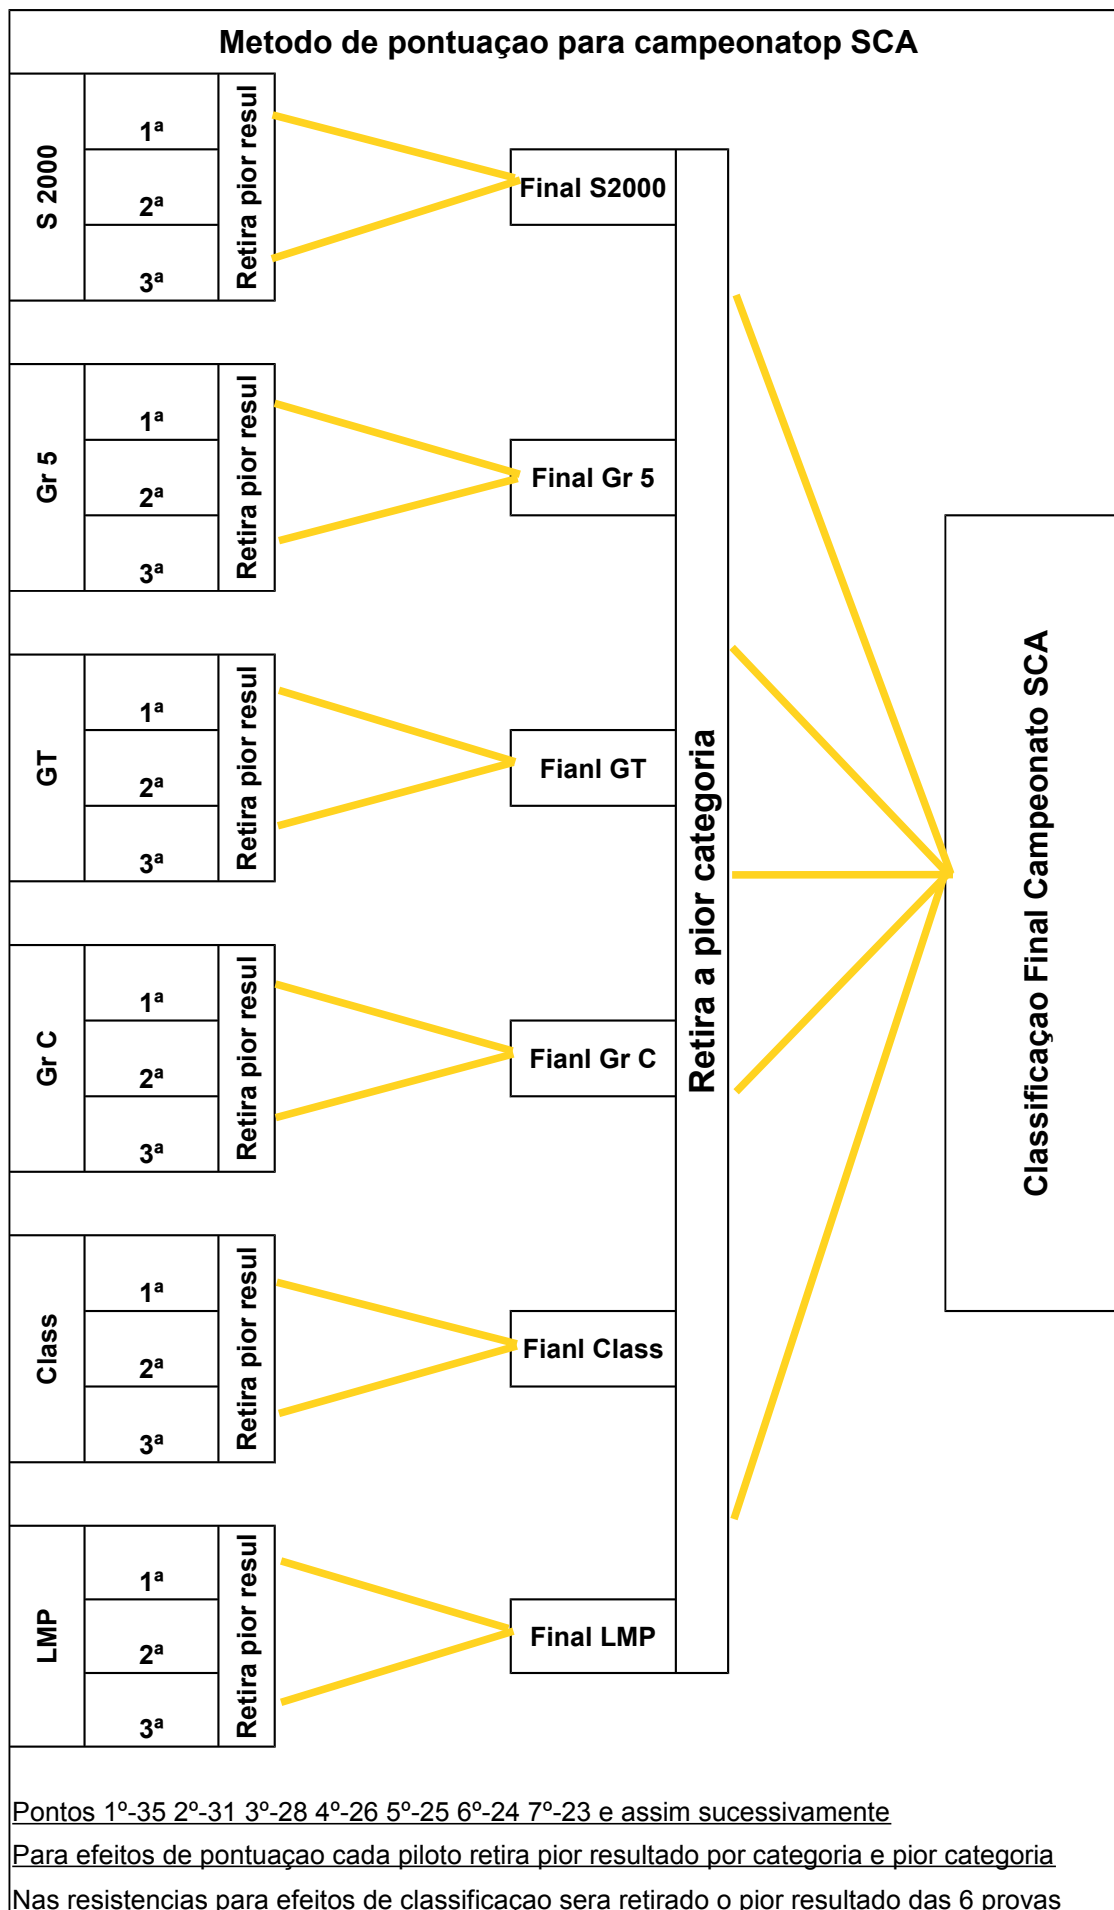 Metodo de pontuaçao para campeonatop SCA
S 2000
1ª
2ª
3ª
Retira pior resul
Final S2000
Gr 5
1ª
2ª
3ª
Retira pior resul
Final Gr 5
GT
1ª
2ª
3ª
Retira pior resul
Fianl GT
Gr C
1ª
2ª
3ª
Retira pior resul
Fianl Gr C
Class
1ª
2ª
3ª
Retira pior resul
Fianl Class
LMP
1ª
2ª
3ª
Retira pior resul
Final LMP
Retira a pior categoria
Classificaçao Final Campeonato SCA
Pontos 1º-35 2º-31 3º-28 4º-26 5º-25 6º-24 7º-23 e assim sucessivamente
Para efeitos de pontuaçao cada piloto retira pior resultado por categoria e pior categoria
Nas resistencias para efeitos de classificaçao sera retirado o pior resultado das 6 provas